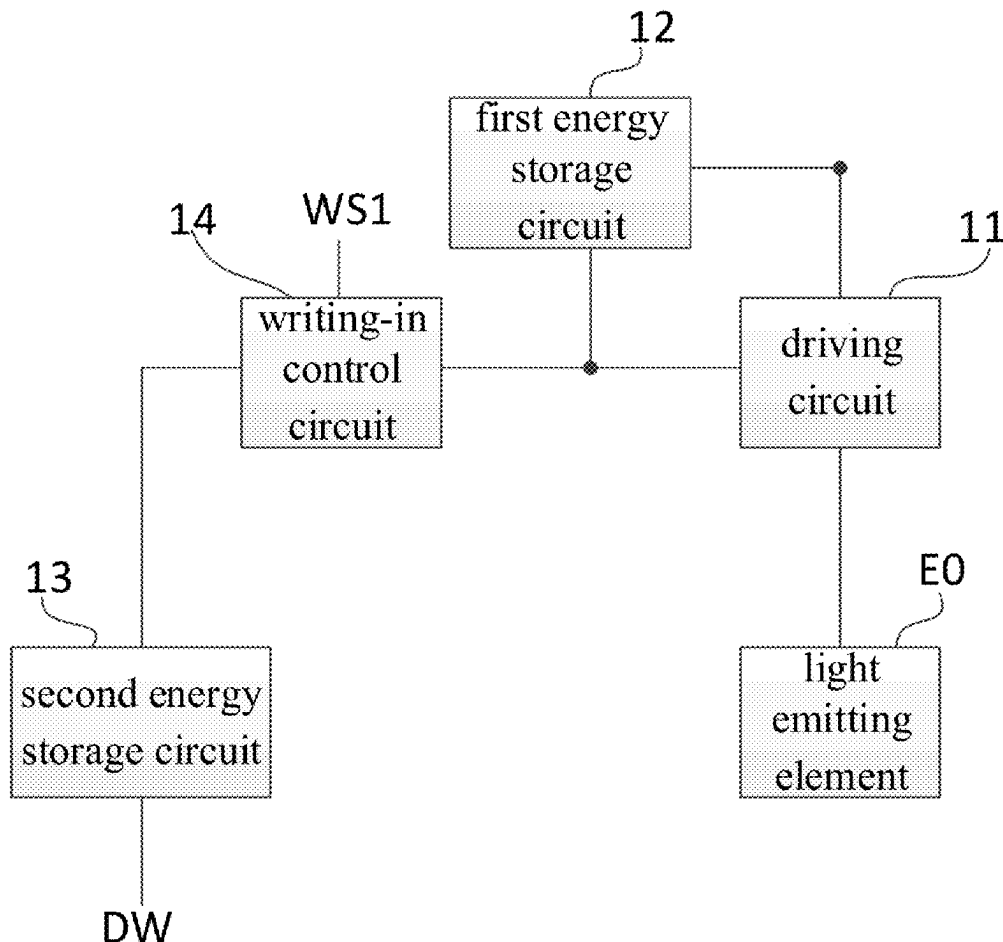 12
first energy
storage
circuit
WS1
14
11
writing-in
control
circuit
driving
circuit
13
E0
second energy
storage circuit
light
emitting
element
DW